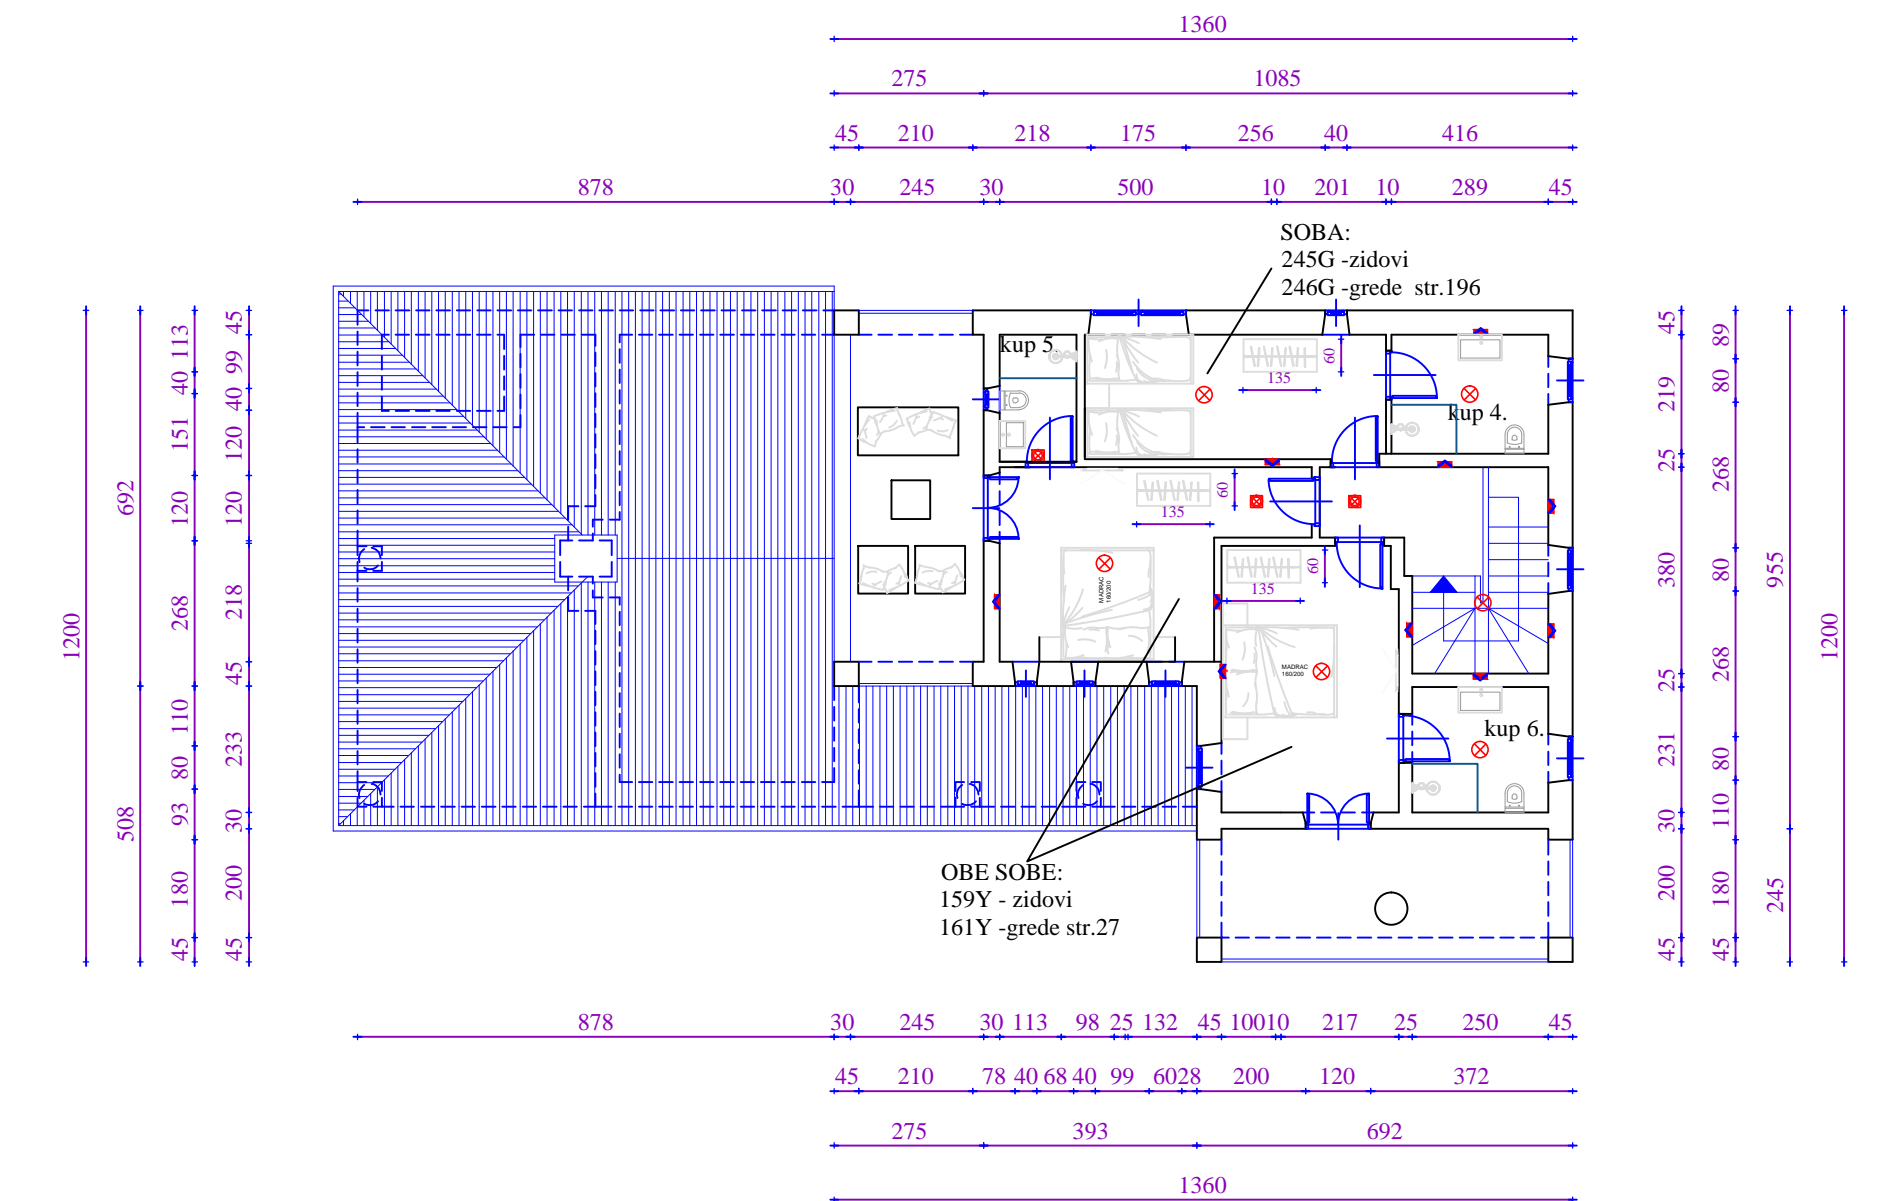 1360
275 1085
45 210 218 175 256 40 416
878 30 245 30 500 10 201 10 289 45
SOBA:
245G -zidovi
246G -grede str.196
kup 5.
kup 4.
60
135
60
135
60
135
MADRAC
160/200
MADRAC
160/200
kup 6.
OBE SOBE:
159Y - zidovi
161Y -grede str.27
1200
692 508
113 40 151 120 268 110 80 93 180 45
45 99 40 120 120 218 45 233 30 200 45
45 219 25 380 25 231 30 200 45
89 80 268 80 268 80 110 180 45
955 245
1200
878 30 245 30 113 98 25 132 45 100 10 217 25 250 45
45 210 78 40 68 40 99 60 28 200 120 372
275 393 692
1360